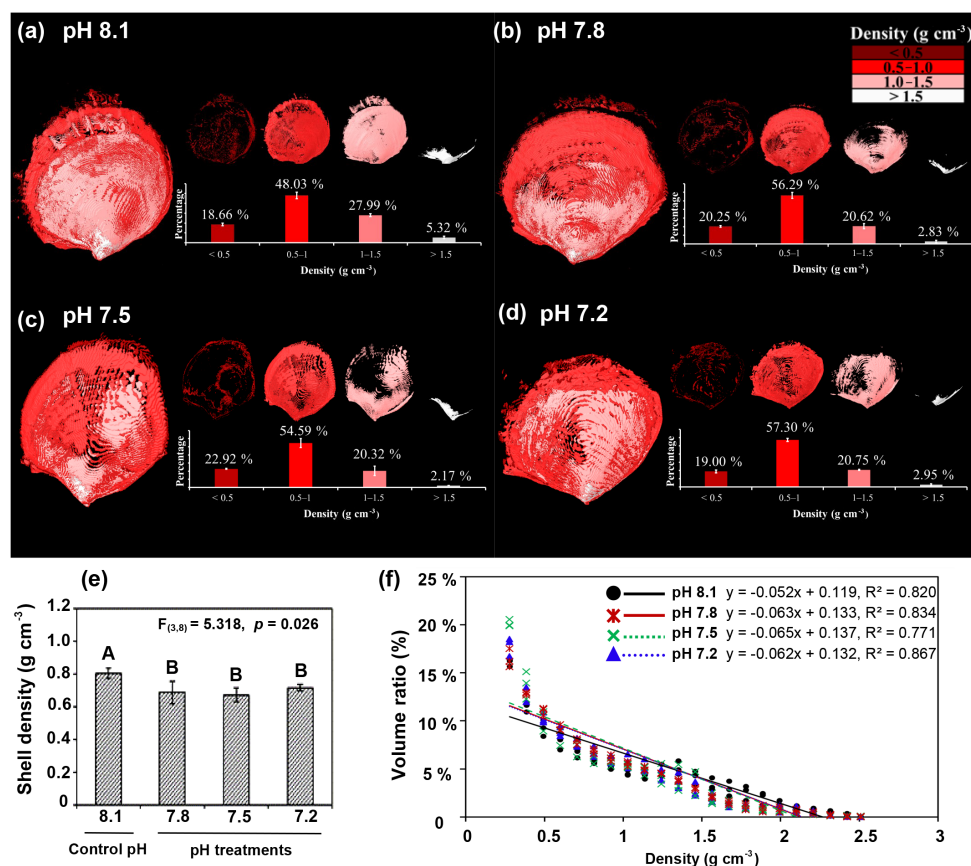 (a) pH 8.1
Percentage
18.66 %
48.03 %
27.99 %
5.32 %
< 0.5
0.5–1
1–1.5
> 1.5
Density (g cm⁻³)
(b) pH 7.8
Density (g cm⁻³)
< 0.5
0.5–1.0
1.0–1.5
> 1.5
Percentage
20.25 %
56.29 %
20.62 %
2.83 %
< 0.5
0.5–1
1–1.5
> 1.5
Density (g cm⁻³)
(c) pH 7.5
Percentage
22.92 %
54.59 %
20.32 %
2.17 %
< 0.5
0.5–1
1–1.5
> 1.5
Density (g cm⁻³)
(d) pH 7.2
Percentage
19.00 %
57.30 %
20.75 %
2.95 %
< 0.5
0.5–1
1–1.5
> 1.5
Density (g cm⁻³)
(e)
Shell density (g cm⁻³)
1.2
1.0
0.8
0.6
0.4
0.2
0
F(3,8) = 5.318, p = 0.026
A
B
B
B
8.1
7.8
7.5
7.2
Control pH
pH treatments
(f)
Volume ratio (%)
25 %
20 %
15 %
10 %
5 %
0
pH 8.1 y = -0.052x + 0.119, R² = 0.820
pH 7.8 y = -0.063x + 0.133, R² = 0.834
pH 7.5 y = -0.065x + 0.137, R² = 0.771
pH 7.2 y = -0.062x + 0.132, R² = 0.867
0
0.5
1
1.5
2
2.5
3
Density (g cm⁻³)